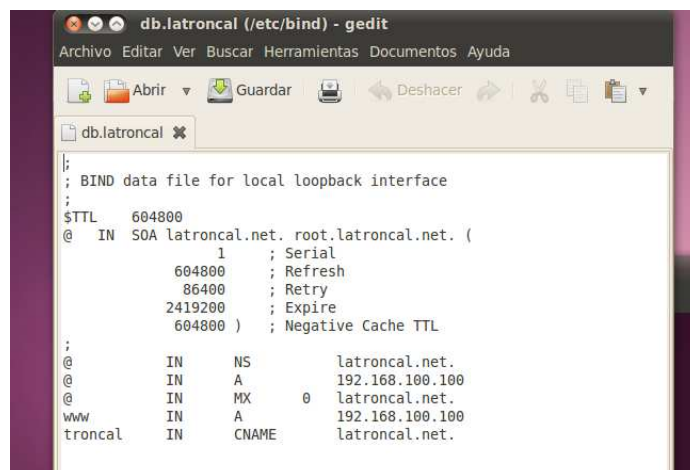 db.latroncal (/etc/bind) - gedit
Archivo Editar Ver Buscar Herramientas Documentos Ayuda
Abrir Guardar Deshacer
db.latroncal
;
; BIND data file for local loopback interface
;
$TTL 604800
@ IN SOA latroncal.net. root.latroncal.net. (
1 ; Serial
604800 ; Refresh
86400 ; Retry
2419200 ; Expire
604800 ) ; Negative Cache TTL
;
@ IN NS latroncal.net.
@ IN A 192.168.100.100
@ IN MX 0 latroncal.net.
www IN A 192.168.100.100
troncal IN CNAME latroncal.net.